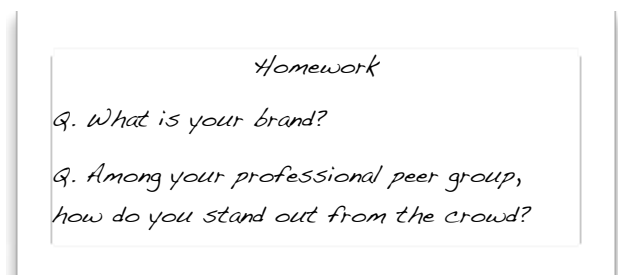 Homework
Q. What is your brand?
Q. Among your professional peer group,
how do you stand out from the crowd?